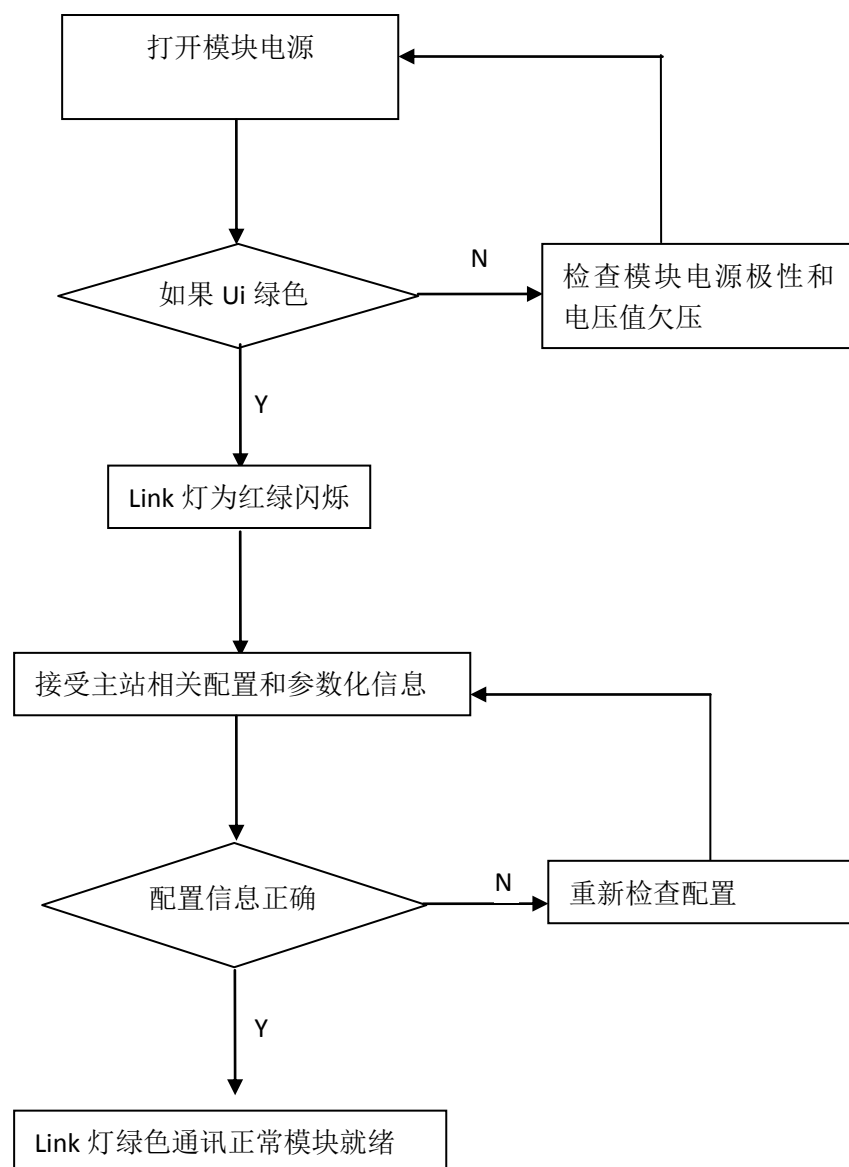 打开模块电源
如果 Ui 绿色
N
检查模块电源极性和
电压值欠压
Y
Link 灯为红绿闪烁
接受主站相关配置和参数化信息
配置信息正确
N
重新检查配置
Y
Link 灯绿色通讯正常模块就绪